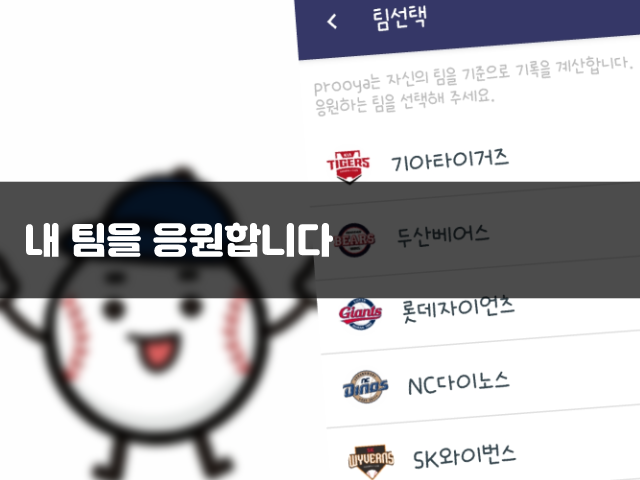 팀선택
prooya는 자신의 팀을 기준으로 기록을 계산합니다.
응원하는 팀을 선택해 주세요.
TIGERS
기아타이거즈
내 팀을 응원합니다
BEARS
두산베어스
Giants
롯데자이언츠
NC
Dinos
NC다이노스
WYVERNS
SK와이번스